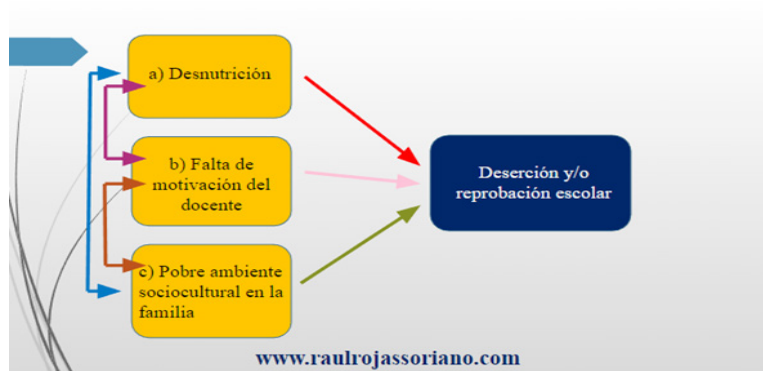 a) Desnutrición
b) Falta de
motivación del
docente
c) Pobre ambiente
sociocultural en la
familia
Deserción y/o
reprobación escolar
www.raulrojassoriano.com